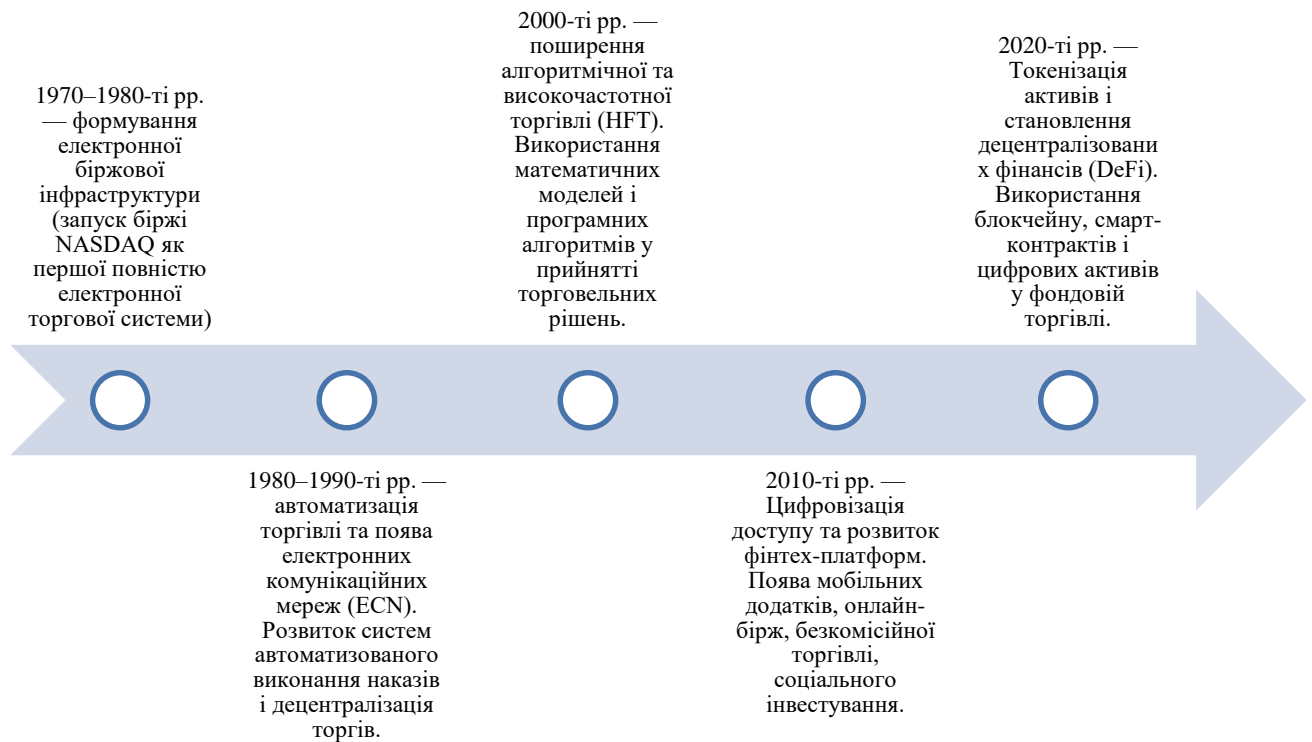 1970–1980-ті рр.
— формування
електронної
біржової
інфраструктури
(запуск біржі
NASDAQ як
першої повністю
електронної
торгової системи)
1980–1990-ті рр. —
автоматизація
торгівлі та поява
електронних
комунікаційних
мереж (ECN).
Розвиток систем
автоматизованого
виконання наказів
і децентралізація
торгів.
2000-ті рр. —
поширення
алгоритмічної та
високочастотної
торгівлі (HFT).
Використання
математичних
моделей і
програмних
алгоритмів у
прийнятті
торговельних
рішень.
2010-ті рр. —
Цифровізація
доступу та розвиток
фінтех-платформ.
Поява мобільних
додатків, онлайн-
бірж, безкомісійної
торгівлі,
соціального
інвестування.
2020-ті рр. —
Токенізація
активів і
становлення
децентралізовани
х фінансів (DeFi).
Використання
блокчейну, смарт-
контрактів і
цифрових активів
у фондовій
торгівлі.